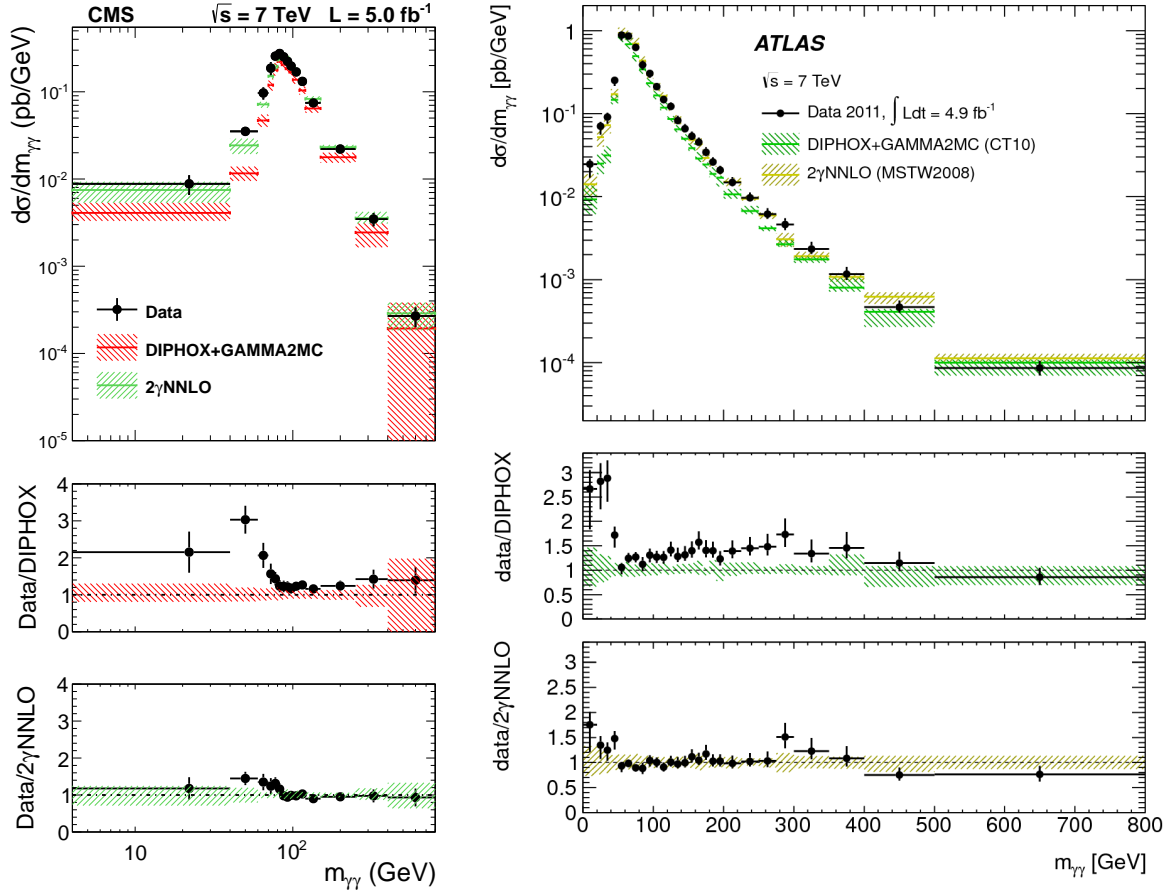 CMS √s = 7 TeV L = 5.0 fb⁻¹
dσ/dm_γγ (pb/GeV)
10⁻¹
10⁻²
10⁻³
10⁻⁴
10⁻⁵
Data
DIPHOX+GAMMA2MC
2γNNLO
Data/DIPHOX
4
3
2
1
0
Data/2γNNLO
4
3
2
1
0
10 10²
m_γγ (GeV)
dσ/dm_γγ [pb/GeV]
1
10⁻¹
10⁻²
10⁻³
10⁻⁴
ATLAS
√s = 7 TeV
Data 2011, ∫ Ldt = 4.9 fb⁻¹
DIPHOX+GAMMA2MC (CT10)
2γNNLO (MSTW2008)
data/DIPHOX
3
2.5
2
1.5
1
0.5
0
data/2γNNLO
3
2.5
2
1.5
1
0.5
0
0 100 200 300 400 500 600 700 800
m_γγ [GeV]